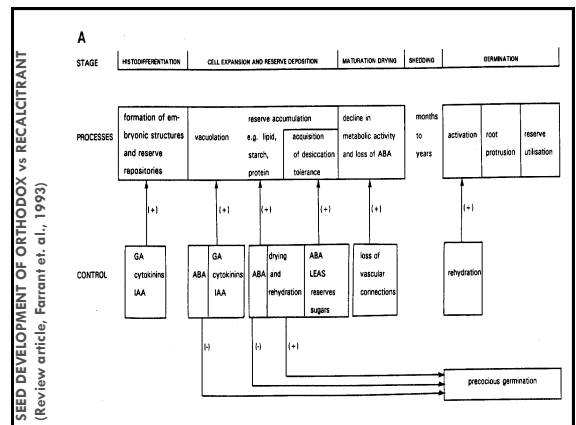 SEED DEVELOPMENT OF ORTHODOX vs RECALCITRANT
(Review article, Farrant et. al., 1993)
A
STAGE
HISTODIFFERENTIATION
CELL EXPANSION AND RESERVE DEPOSITION
MATURATION DRYING
SHEDDING
GERMINATION
PROCESSES
formation of em-
bryonic structures
and reserve
repositories
vacuolation
reserve accumulation
e.g. lipid,
starch,
protein
acquisition
of desiccation
tolerance
decline in
metabolic activity
and loss of ABA
months
to
years
activation
root
protrusion
reserve
utilisation
(+)
(+)
(+)
(+)
(+)
(+)
CONTROL
GA
cytokinins
IAA
ABA
GA
cytokinins
IAA
ABA
drying
and
rehydration
ABA
LEAS
reserves
sugars
loss of
vascular
connections
rehydration
(-)
(-)
(+)
precocious germination